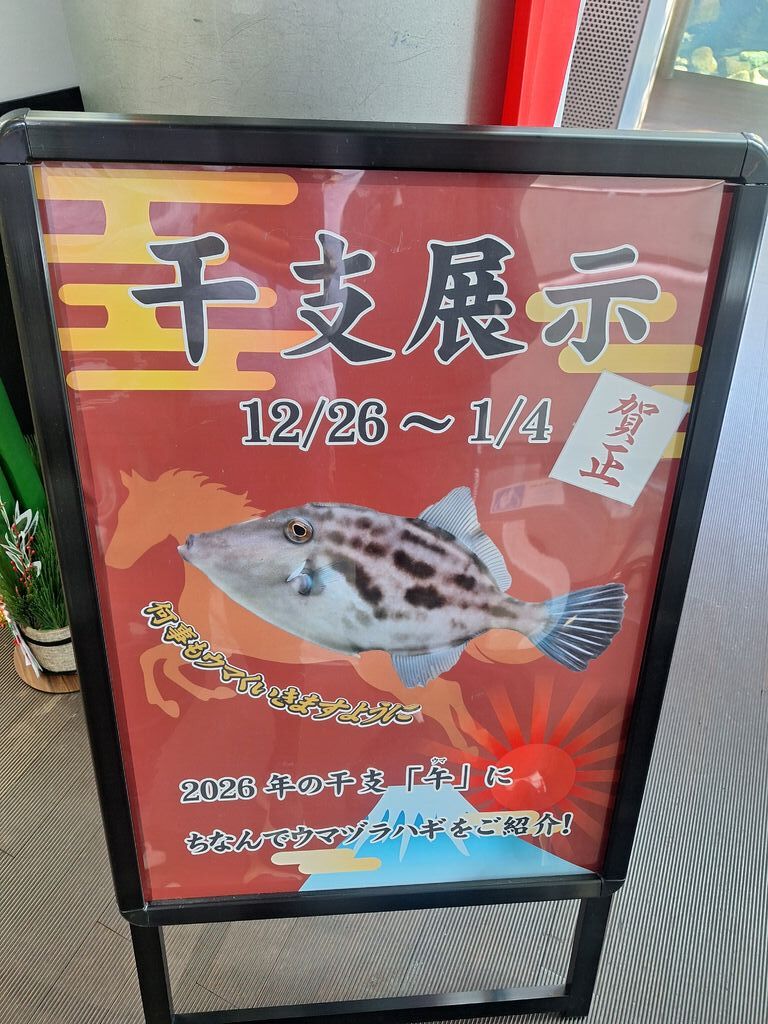 干支展示
12/26 ～ 1/4
賀正
何事もウマくいきますように
2026 年の干支「午」に
ウマ
ちなんでウマヅラハギをご紹介!